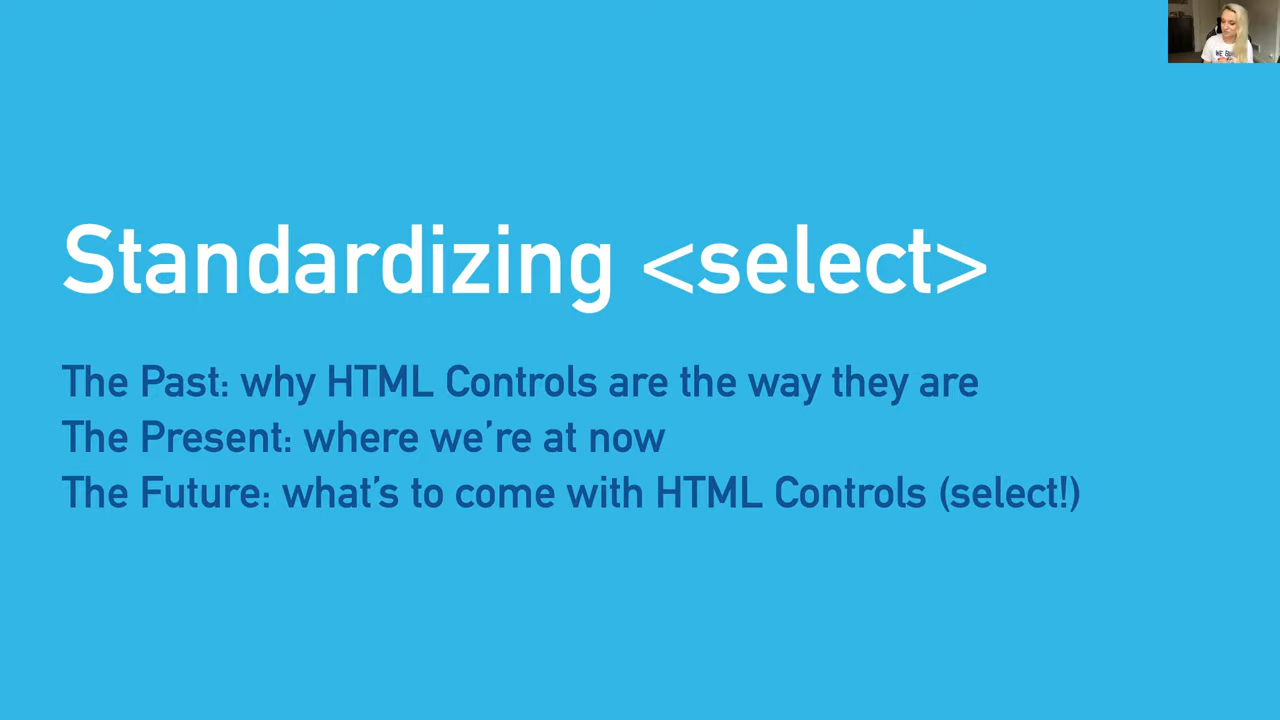 Standardizing <select>
The Past: why HTML Controls are the way they are
The Present: where we're at now
The Future: what's to come with HTML Controls (select!)
WE